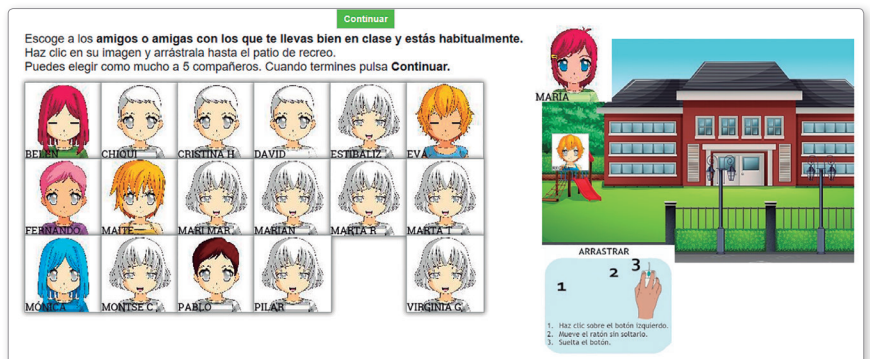 Continuar
Escoge a los amigos o amigas con los que te llevas bien en clase y estás habitualmente.
Haz clic en su imagen y arrástrala hasta el patio de recreo.
Puedes elegir como mucho a 5 compañeros. Cuando termines pulsa Continuar.
MARÍA
BELÉN CHIQUI CRISTINA H DAVID ESTIBALIZ EVA
FERNANDO MAITE MARI MAR MARIAN MARTA R MARTA T
MÓNICA MONTSE C PABLO PILAR VIRGINIA G.
ARRASTRAR
1 2 3
1. Haz clic sobre el botón izquierdo.
2. Mueve el ratón sin soltarlo.
3. Suelta el botón.